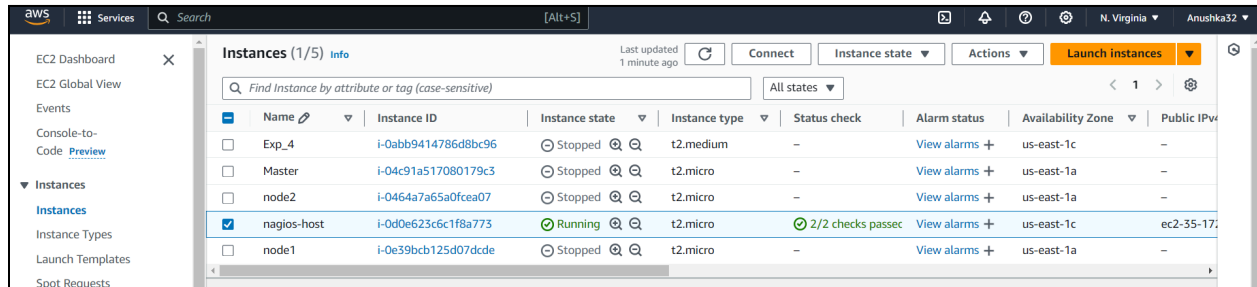 aws Services Search [Alt+S] N. Virginia Anushka32
EC2 Dashboard
EC2 Global View
Events
Console-to-
Code Preview
Instances
Instances
Instance Types
Launch Templates
Spot Requests
Instances (1/5) Info
Last updated
1 minute ago
Connect Instance state Actions Launch instances
Find Instance by attribute or tag (case-sensitive) All states 1
Name Instance ID Instance state Instance type Status check Alarm status Availability Zone Public IPv4
Exp_4 i-0abb9414786d8bc96 Stopped t2.medium – View alarms + us-east-1c –
Master i-04c91a517080179c3 Stopped t2.micro – View alarms + us-east-1a –
node2 i-0464a7a65a0fcea07 Stopped t2.micro – View alarms + us-east-1a –
nagios-host i-0d0e623c6c1f8a773 Running t2.micro 2/2 checks passed View alarms + us-east-1c ec2-35-172
node1 i-0e39bcb125d07dcde Stopped t2.micro – View alarms + us-east-1a –